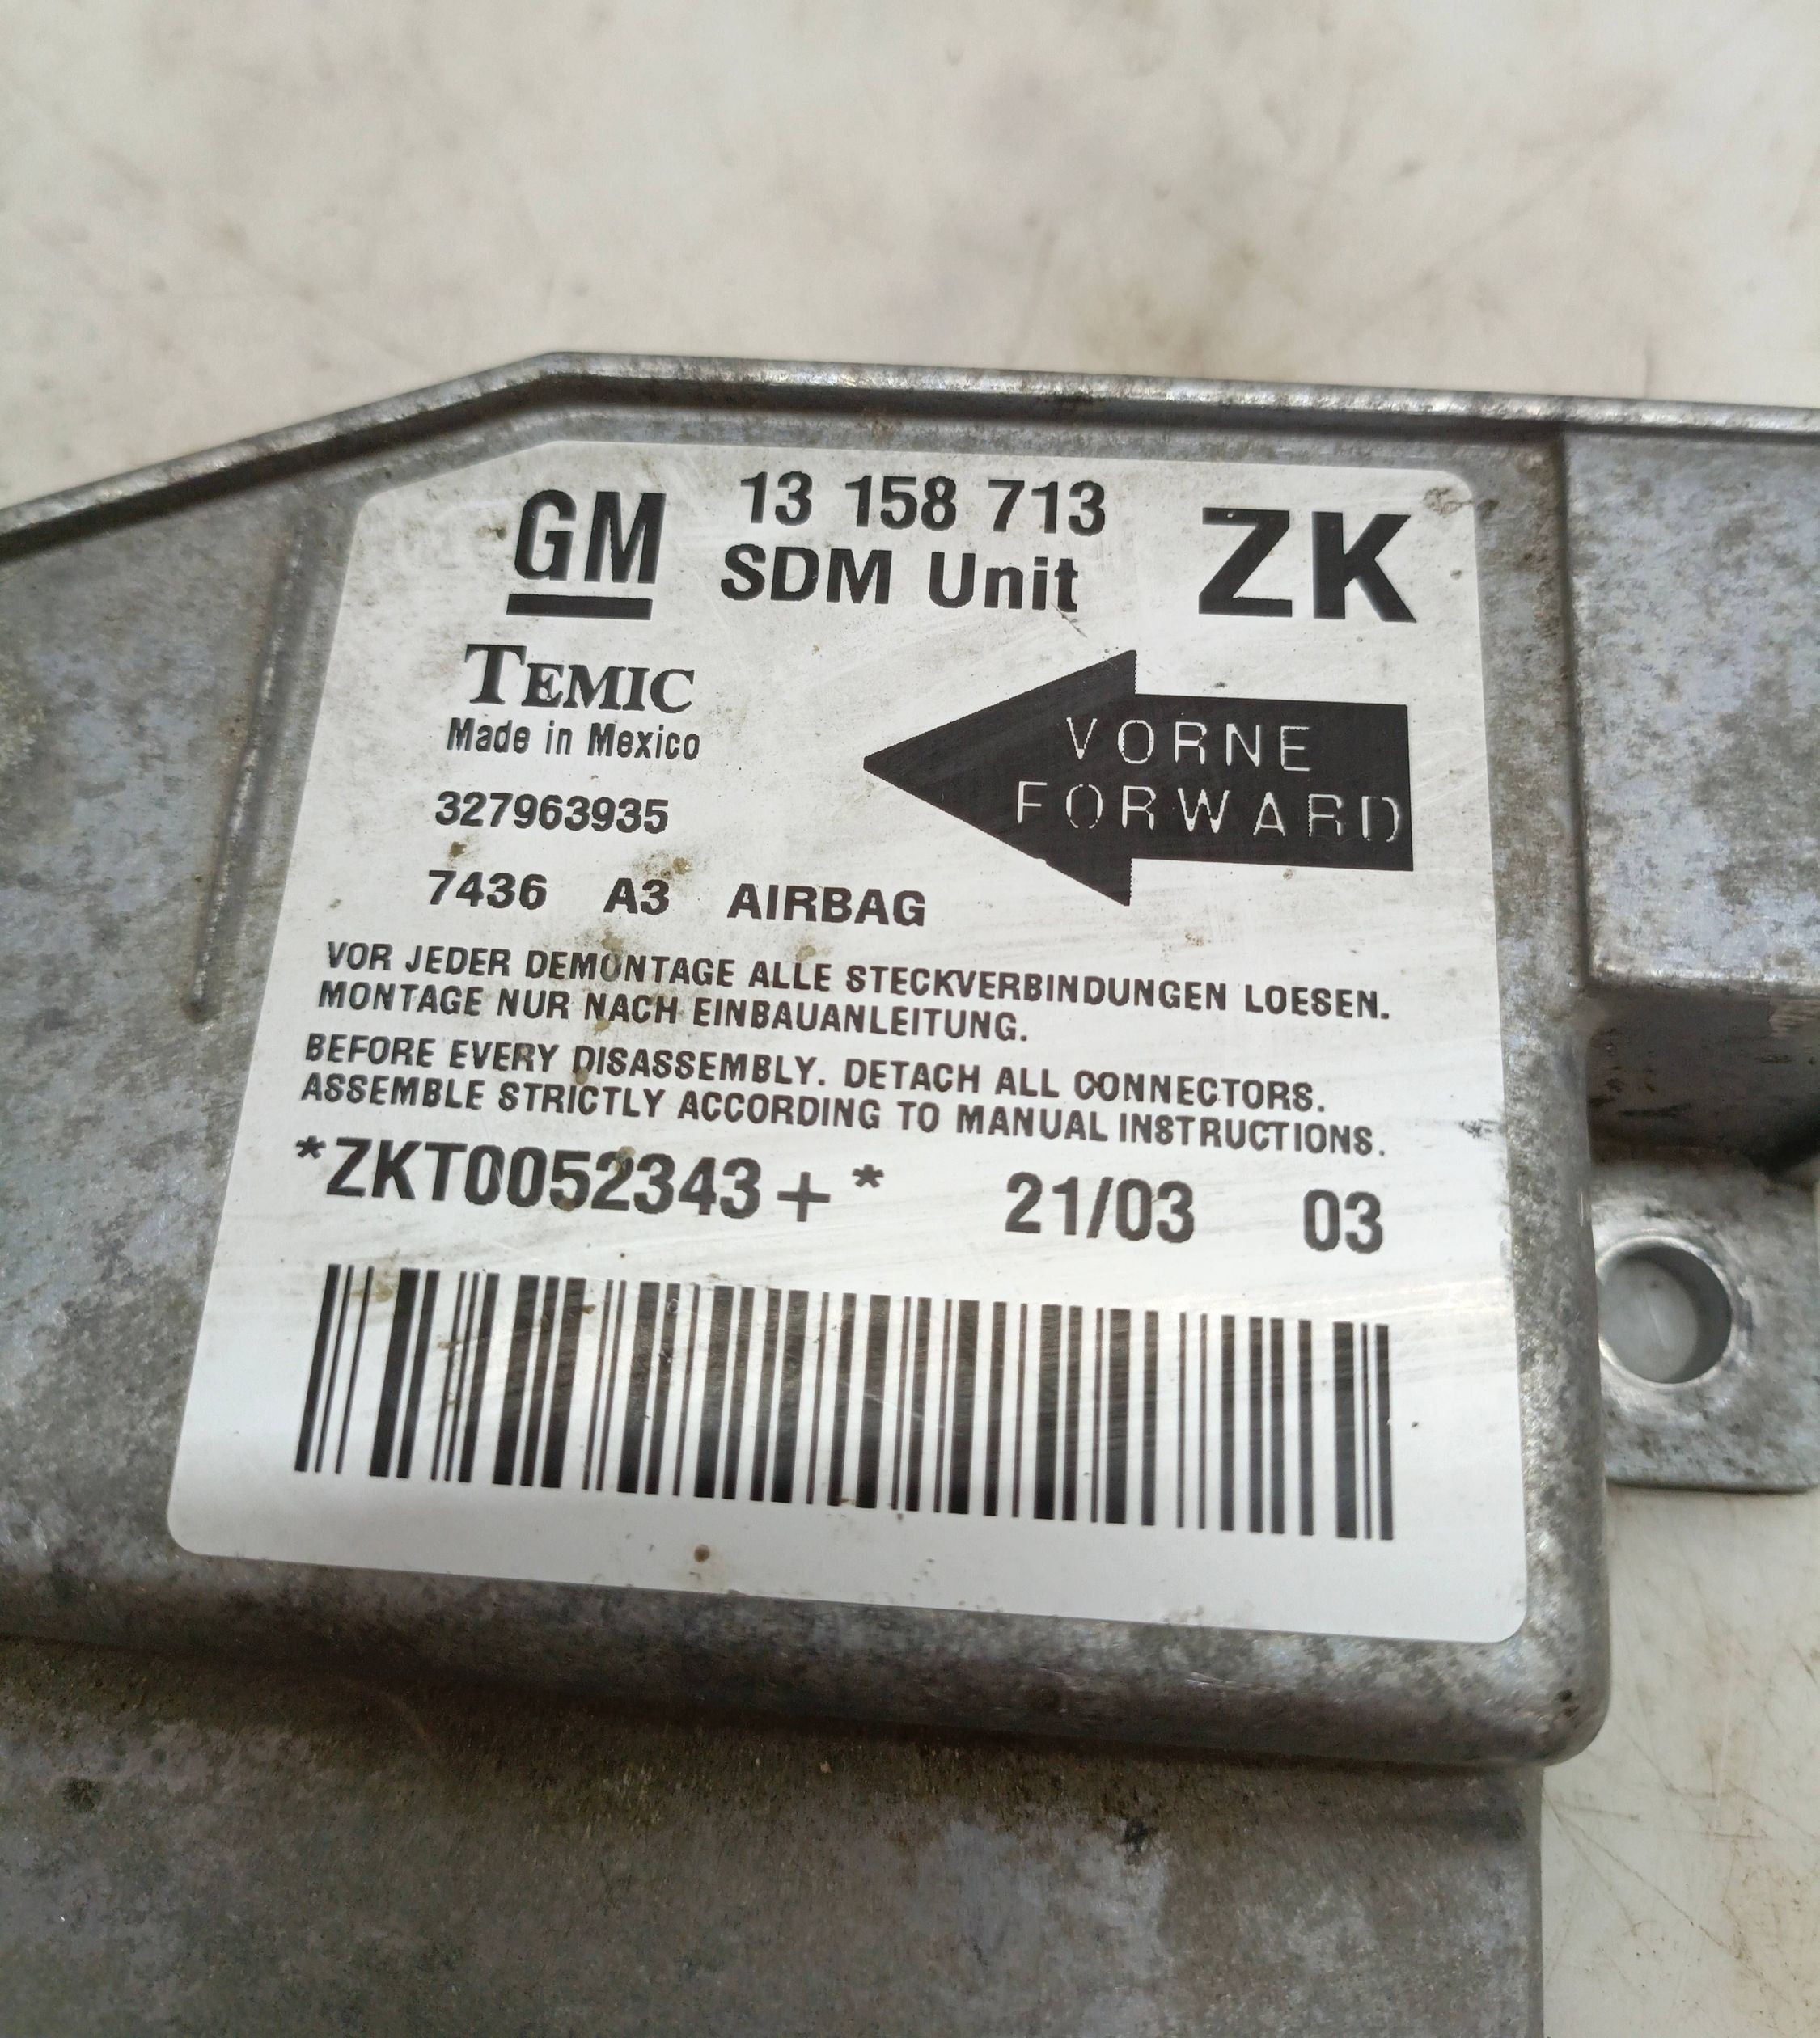 GM 13 158 713 ZK
SDM Unit
TEMIC
Made in Mexico
VORNE
FORWARD
327963935
7436 A3 AIRBAG
VOR JEDER DEMONTAGE ALLE STECKVERBINDUNGEN LOESEN.
MONTAGE NUR NACH EINBAUANLEITUNG.
BEFORE EVERY DISASSEMBLY. DETACH ALL CONNECTORS.
ASSEMBLE STRICTLY ACCORDING TO MANUAL INSTRUCTIONS.
*ZKT0052343+* 21/03 03